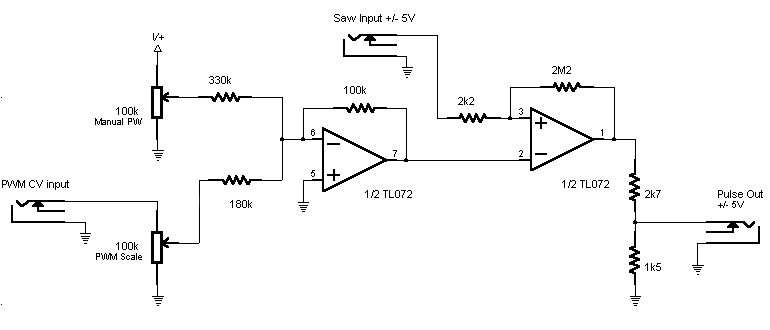 Saw Input +/- 5V
V+
330k
100k
Manual PW
100k
2M2
2k2
6
7
5
1/2 TL072
3
1
2
1/2 TL072
PWM CV input
180k
100k
PWM Scale
2k7
Pulse Out
+/- 5V
1k5